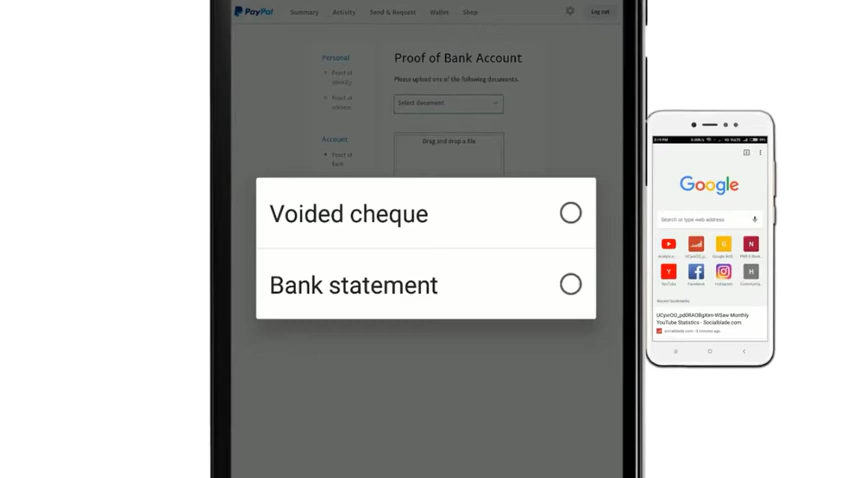 PayPal Summary Activity Send & Request Wallet Shop Log out
Personal
Proof of
identity
Proof of
address
Account
Proof of
Bank
Proof of Bank Account
Please upload one of the following documents.
Select document
Drag and drop a file
Voided cheque
Bank statement
Google
Search or type web address
YouTube
Facebook
Instagram
Recent bookmarks
YouTube Statistics - Socialblade.com